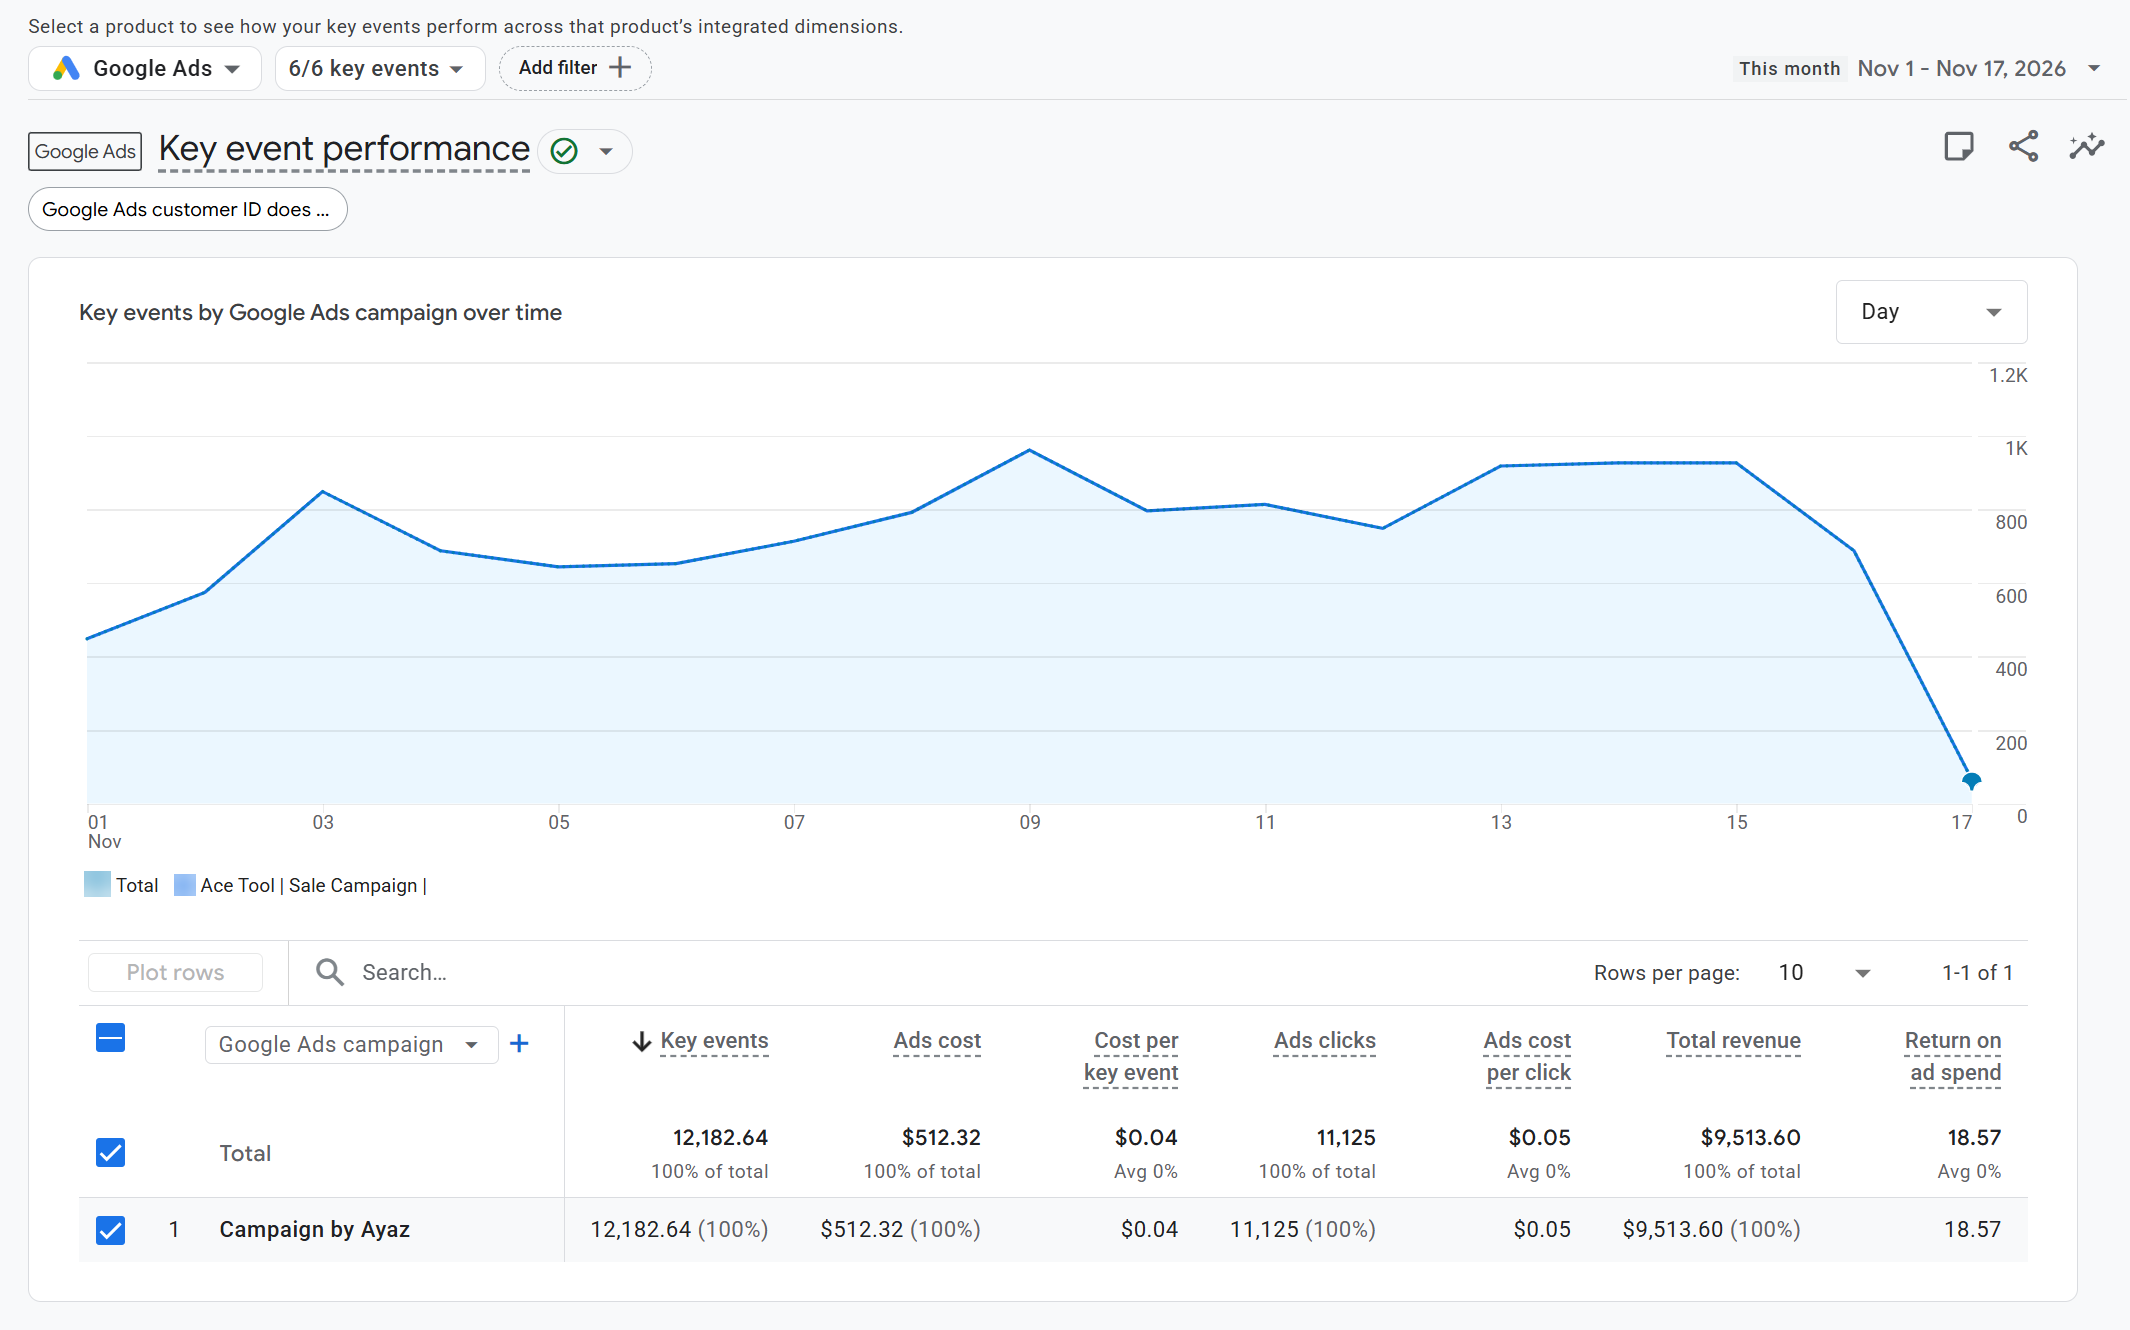 Select a product to see how your key events perform across that product's integrated dimensions.
Google Ads
6/6 key events
Add filter
This month Nov 1 - Nov 17, 2026
Google Ads
Key event performance
Google Ads customer ID does ...
Key events by Google Ads campaign over time
Day
1.2K
1K
800
600
400
200
0
01 Nov
03
05
07
09
11
13
15
17
Total
Ace Tool | Sale Campaign |
Plot rows
Search...
Rows per page: 10
1-1 of 1
Google Ads campaign
Key events
Ads cost
Cost per key event
Ads clicks
Ads cost per click
Total revenue
Return on ad spend
Total
12,182.64 $512.32 $0.04 11,125 $0.05 $9,513.60 18.57
100% of total 100% of total Avg 0% 100% of total Avg 0% 100% of total Avg 0%
1 Campaign by Ayaz 12,182.64 (100%) $512.32 (100%) $0.04 11,125 (100%) $0.05 $9,513.60 (100%) 18.57